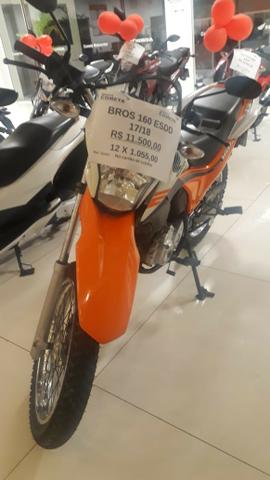 BROS 160 ESDD
17/18
R$ 11.500,00
12 X 1.055,00